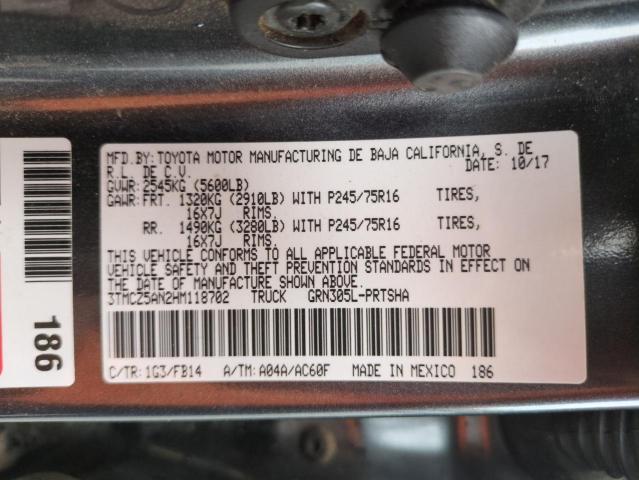 MFD.BY:TOYOTA MOTOR MANUFACTURING DE BAJA CALIFORNIA, S. DE
R.L. DE C.V. DATE: 10/17
GVWR:2545KG (5600LB)
GAWR:FRT. 1320KG (2910LB) WITH P245/75R16 TIRES,
16X7J RIMS.
RR. 1490KG (3280LB) WITH P245/75R16 TIRES,
16X7J RIMS.
THIS VEHICLE CONFORMS TO ALL APPLICABLE FEDERAL MOTOR
VEHICLE SAFETY AND THEFT PREVENTION STANDARDS IN EFFECT ON
THE DATE OF MANUFACTURE SHOWN ABOVE.
3TMCZ5AN2HM118702 TRUCK GRN305L-PRTSHA
C/TR:1G3/FB14 A/TM:A04A/AC60F MADE IN MEXICO 186
186